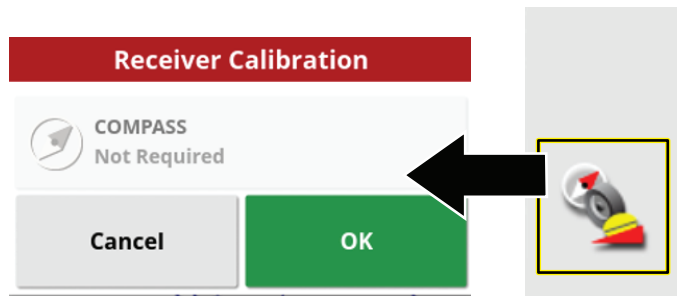 Receiver Calibration
COMPASS
Not Required
Cancel
OK